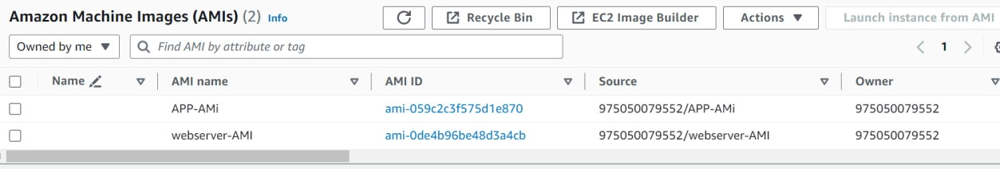 Amazon Machine Images (AMIs) (2) Info Recycle Bin EC2 Image Builder Actions Launch instance from AMI
Owned by me Find AMI by attribute or tag 1
Name AMI name AMI ID Source Owner
APP-AMi ami-059c2c3f575d1e870 975050079552/APP-AMi 975050079552
webserver-AMI ami-0de4b96be48d3a4cb 975050079552/webserver-AMI 975050079552